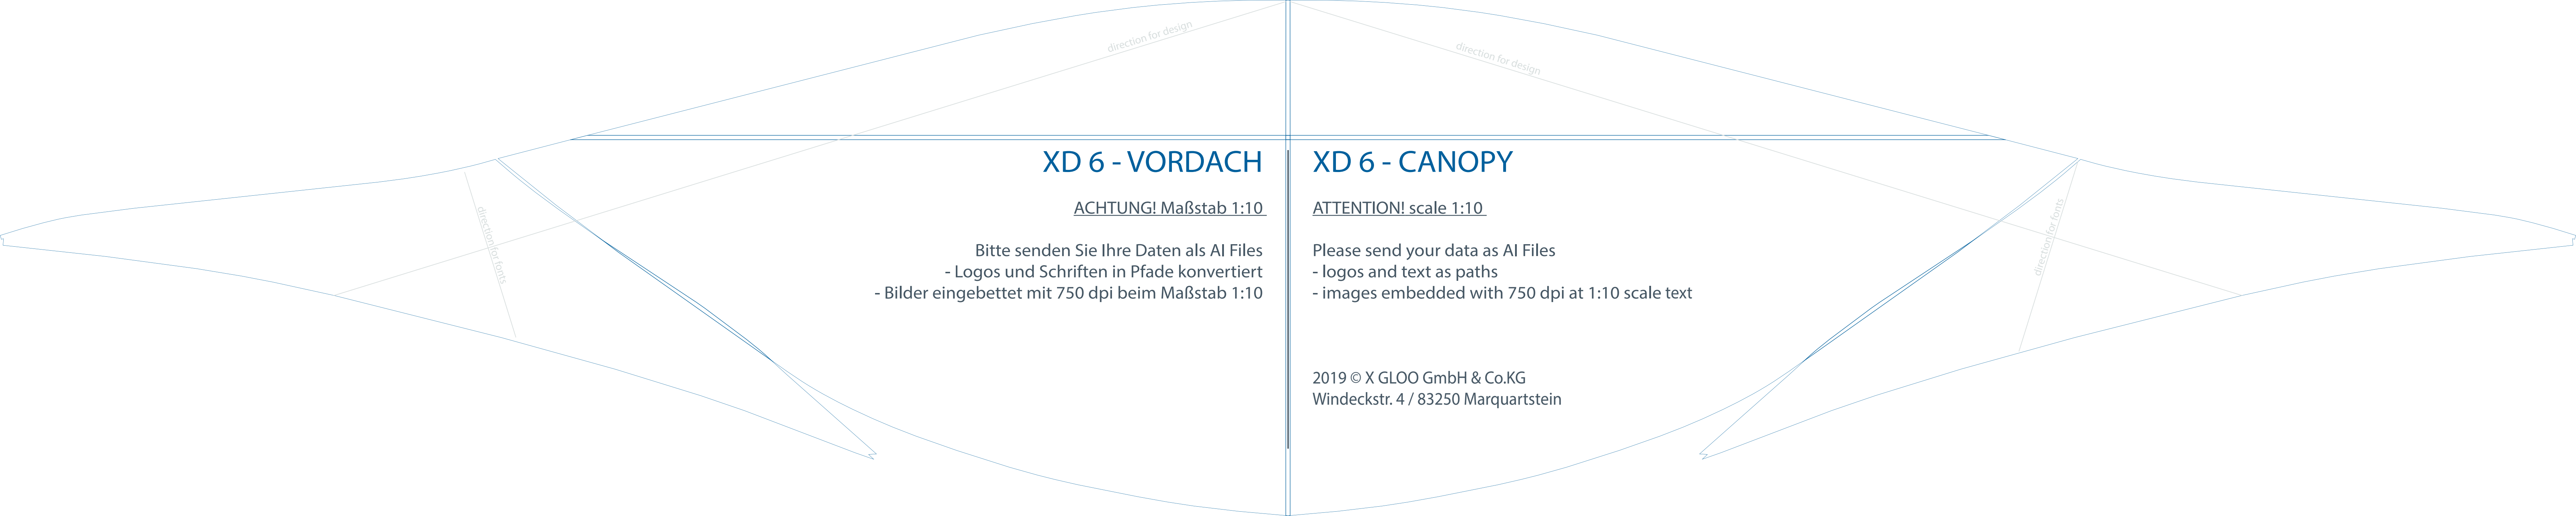 direction for design
direction for design
direction for fonts
direction for fonts
XD 6 - VORDACH
ACHTUNG! Maßstab 1:10
Bitte senden Sie Ihre Daten als AI Files
- Logos und Schriften in Pfade konvertiert
- Bilder eingebettet mit 750 dpi beim Maßstab 1:10
XD 6 - CANOPY
ATTENTION! scale 1:10
Please send your data as AI Files
- logos and text as paths
- images embedded with 750 dpi at 1:10 scale text
2019 © X GLOO GmbH & Co.KG
Windeckstr. 4 / 83250 Marquartstein